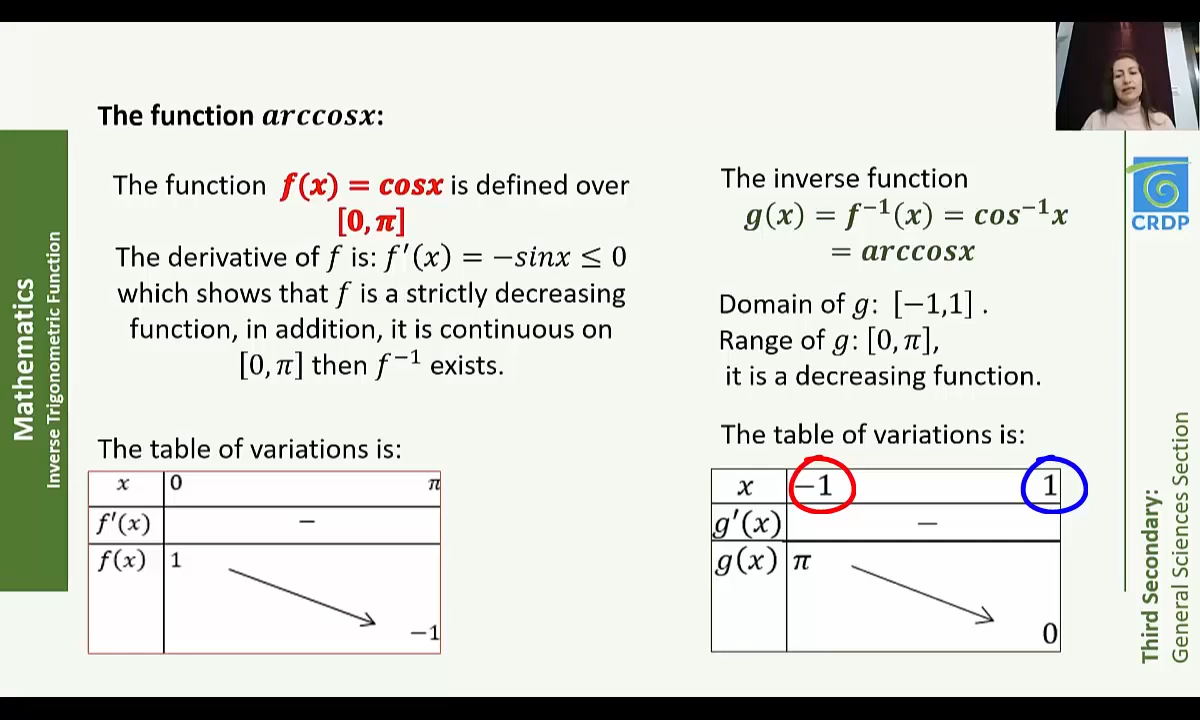 The function arccosx:
The function f(x) = cosx is defined over
[0, π]
The derivative of f is: f′(x) = −sinx ≤ 0
which shows that f is a strictly decreasing
function, in addition, it is continuous on
[0, π] then f⁻¹ exists.
The table of variations is:
x 0 π
f′(x) −
f(x) 1
−1
The inverse function
g(x) = f⁻¹(x) = cos⁻¹x
= arccosx
Domain of g: [−1,1] .
Range of g: [0, π],
it is a decreasing function.
The table of variations is:
x −1 1
g′(x) −
g(x) π
0
Mathematics
Inverse Trigonometric Function
CRDP
Third Secondary:
General Sciences Section